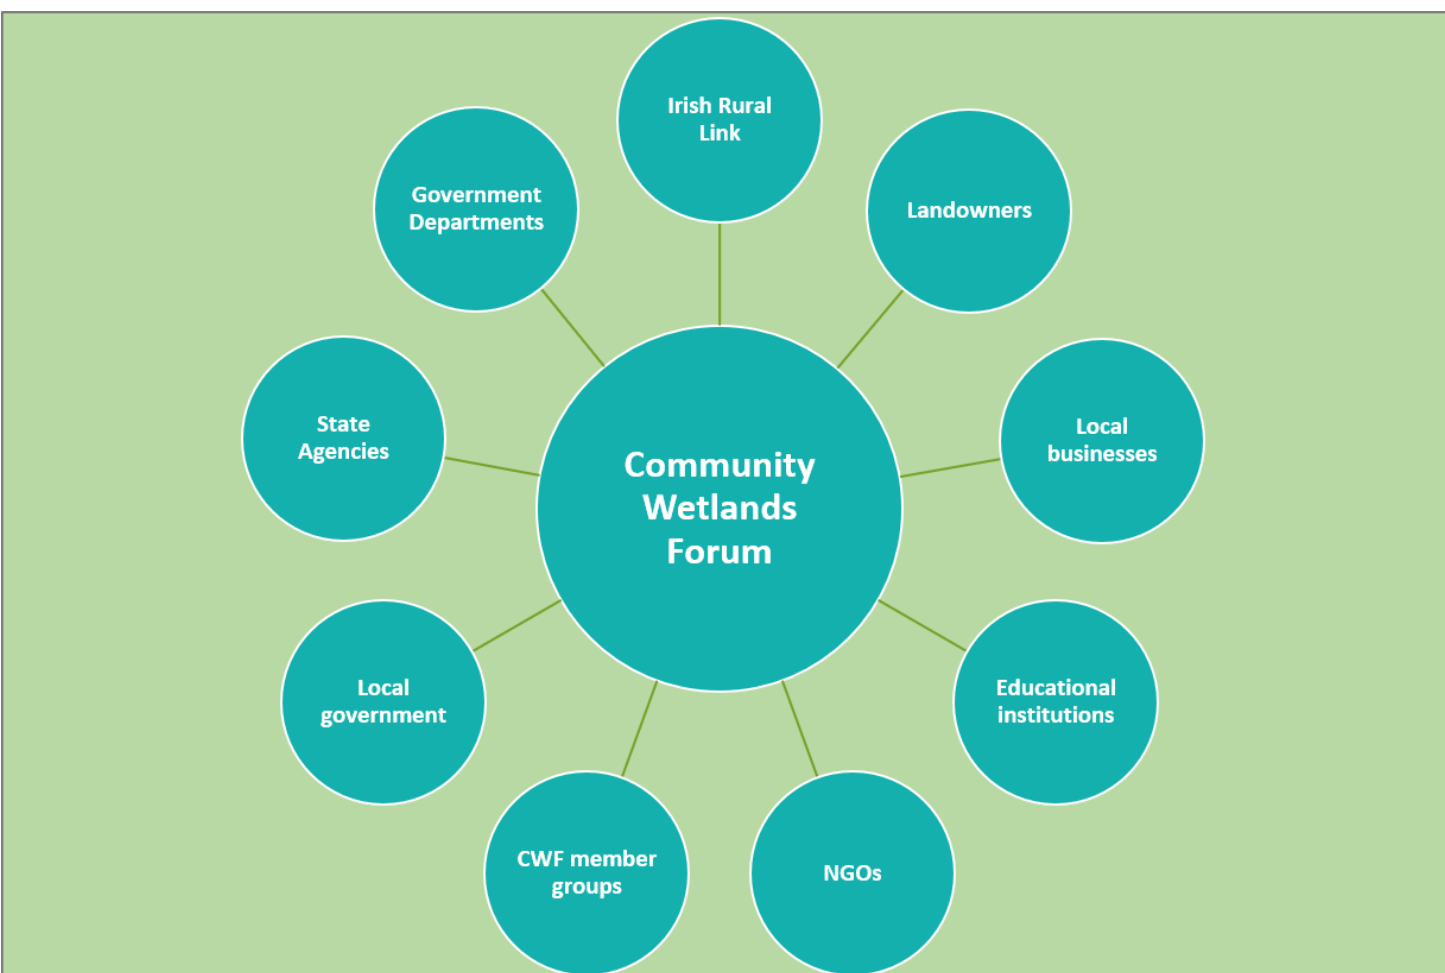 Irish Rural
Link
Government
Departments
Landowners
State
Agencies
Local
businesses
Community
Wetlands
Forum
Local
government
Educational
institutions
CWF member
groups
NGOs